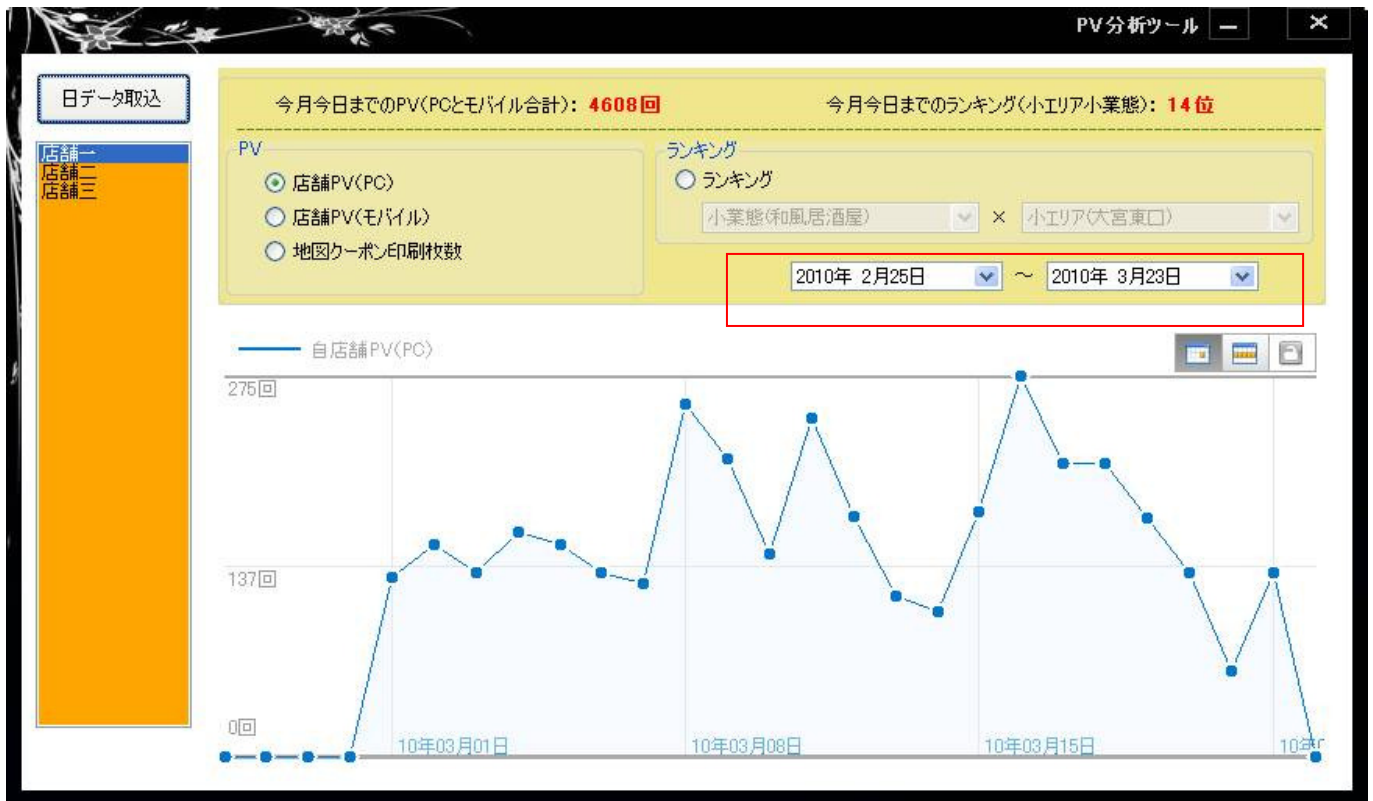 PV分析ツール
日データ取込
今月今日までのPV(PCとモバイル合計): 4608回
今月今日までのランキング(小エリア小業態): 14位
店舗一
店舗二
店舗三
PV
店舗PV(PC)
店舗PV(モバイル)
地図クーポン印刷枚数
ランキング
ランキング
小業態(和風居酒屋) × 小エリア(大宮東口)
2010年 2月25日 ～ 2010年 3月23日
自店舗PV(PC)
275回
137回
0回
10年03月01日
10年03月08日
10年03月15日